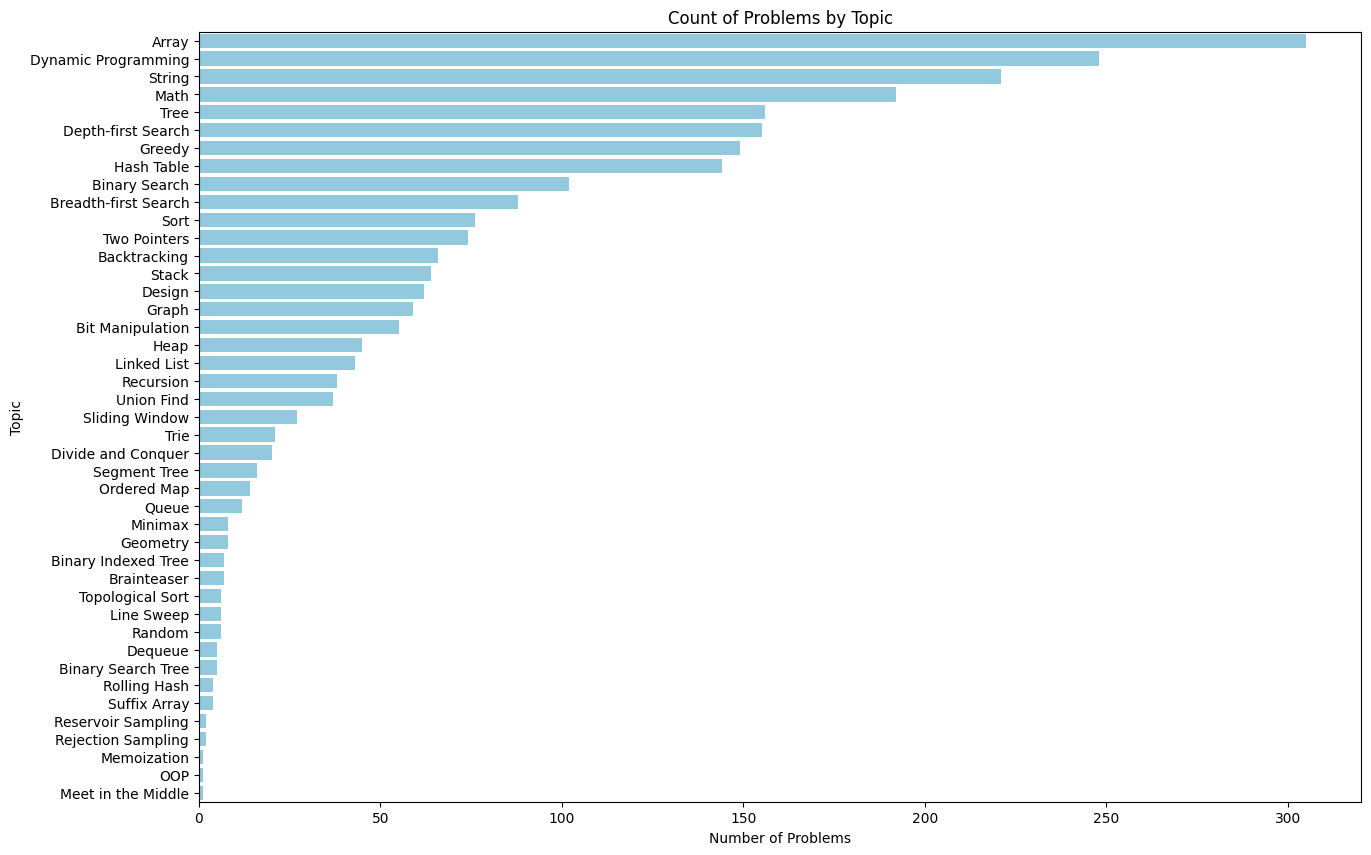 Count of Problems by Topic
Array
Dynamic Programming
String
Math
Tree
Depth-first Search
Greedy
Hash Table
Binary Search
Breadth-first Search
Sort
Two Pointers
Backtracking
Stack
Design
Graph
Bit Manipulation
Heap
Linked List
Recursion
Union Find
Sliding Window
Trie
Divide and Conquer
Segment Tree
Ordered Map
Queue
Minimax
Geometry
Binary Indexed Tree
Brainteaser
Topological Sort
Line Sweep
Random
Dequeue
Binary Search Tree
Rolling Hash
Suffix Array
Reservoir Sampling
Rejection Sampling
Memoization
OOP
Meet in the Middle
Topic
0 50 100 150 200 250 300
Number of Problems